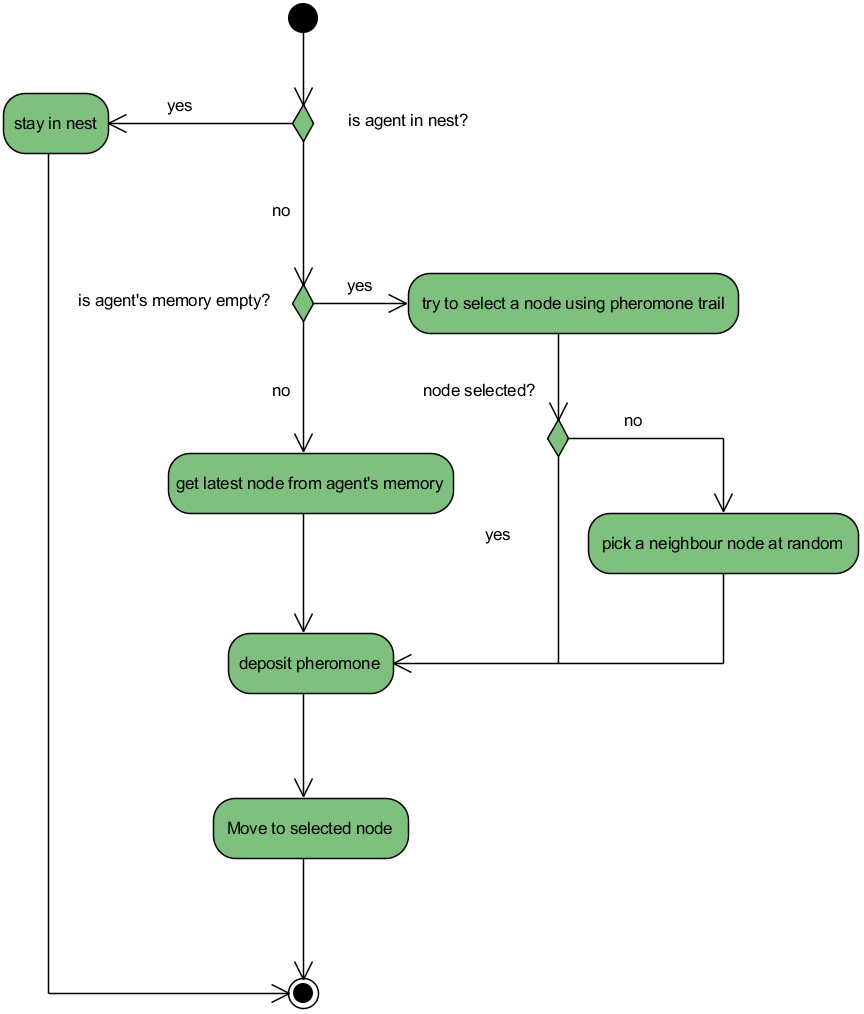 yes
stay in nest
is agent in nest?
no
is agent's memory empty?
yes
try to select a node using pheromone trail
no
node selected?
no
get latest node from agent's memory
yes
pick a neighbour node at random
deposit pheromone
Move to selected node